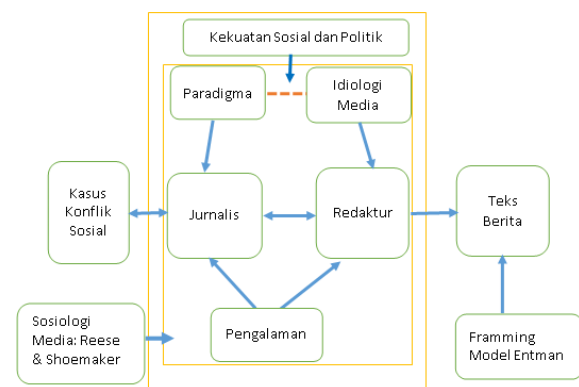 Kekuatan Sosial dan Politik
Paradigma
Idiologi
Media
Kasus
Konflik
Sosial
Jurnalis
Redaktur
Teks
Berita
Sosiologi
Media: Reese
& Shoemaker
Pengalaman
Framming
Model Entman